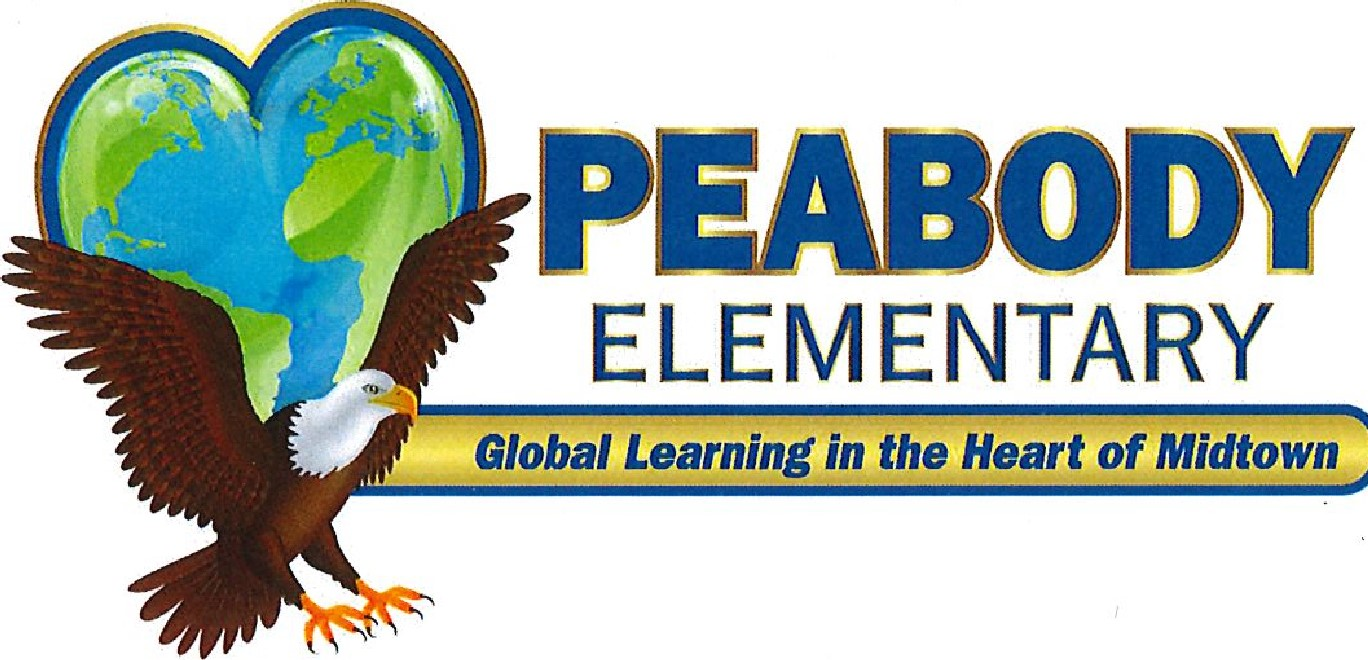 PEABODY
ELEMENTARY
Global Learning in the Heart of Midtown